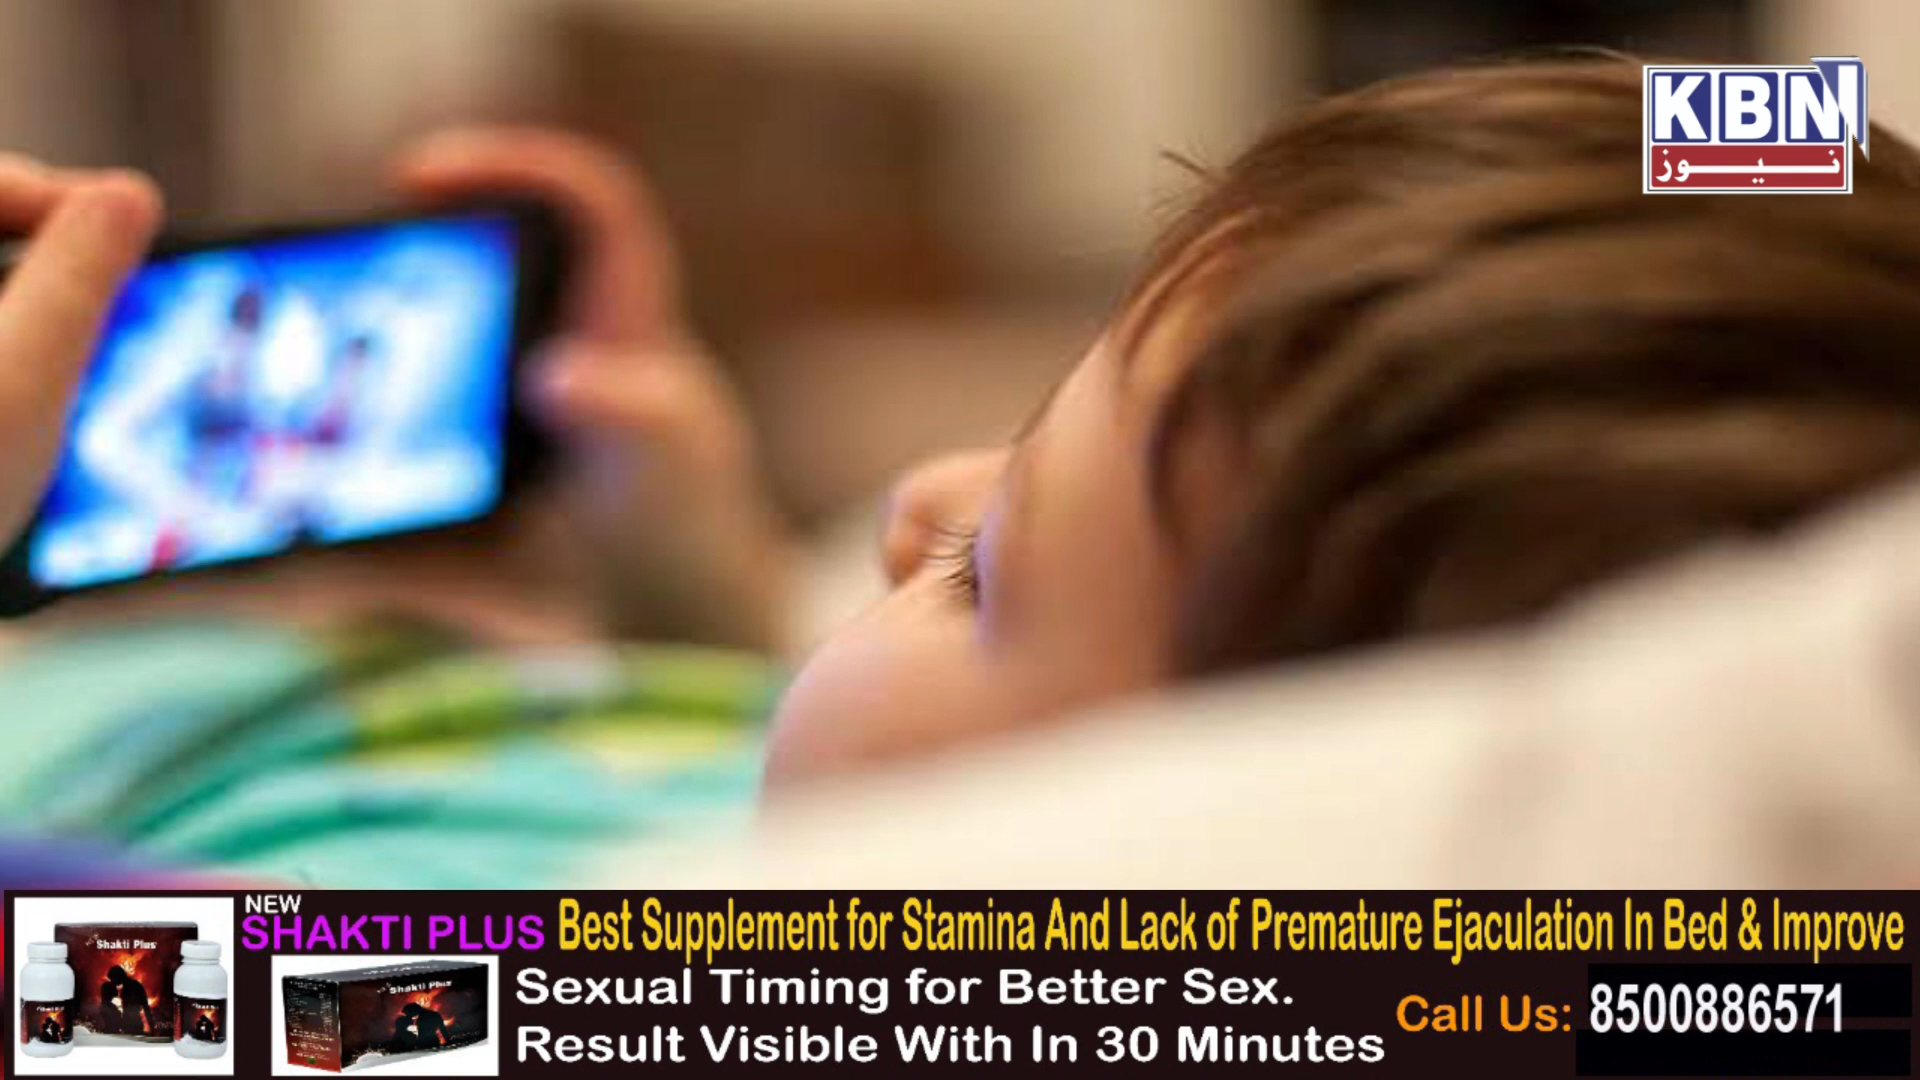 KBN
نیوز
NEW
SHAKTI PLUS
Best Supplement for Stamina And Lack of Premature Ejaculation In Bed & Improve
Sexual Timing for Better Sex.
Result Visible With In 30 Minutes
Call Us: 8500886571
Shakti Plus
Shakti Plus